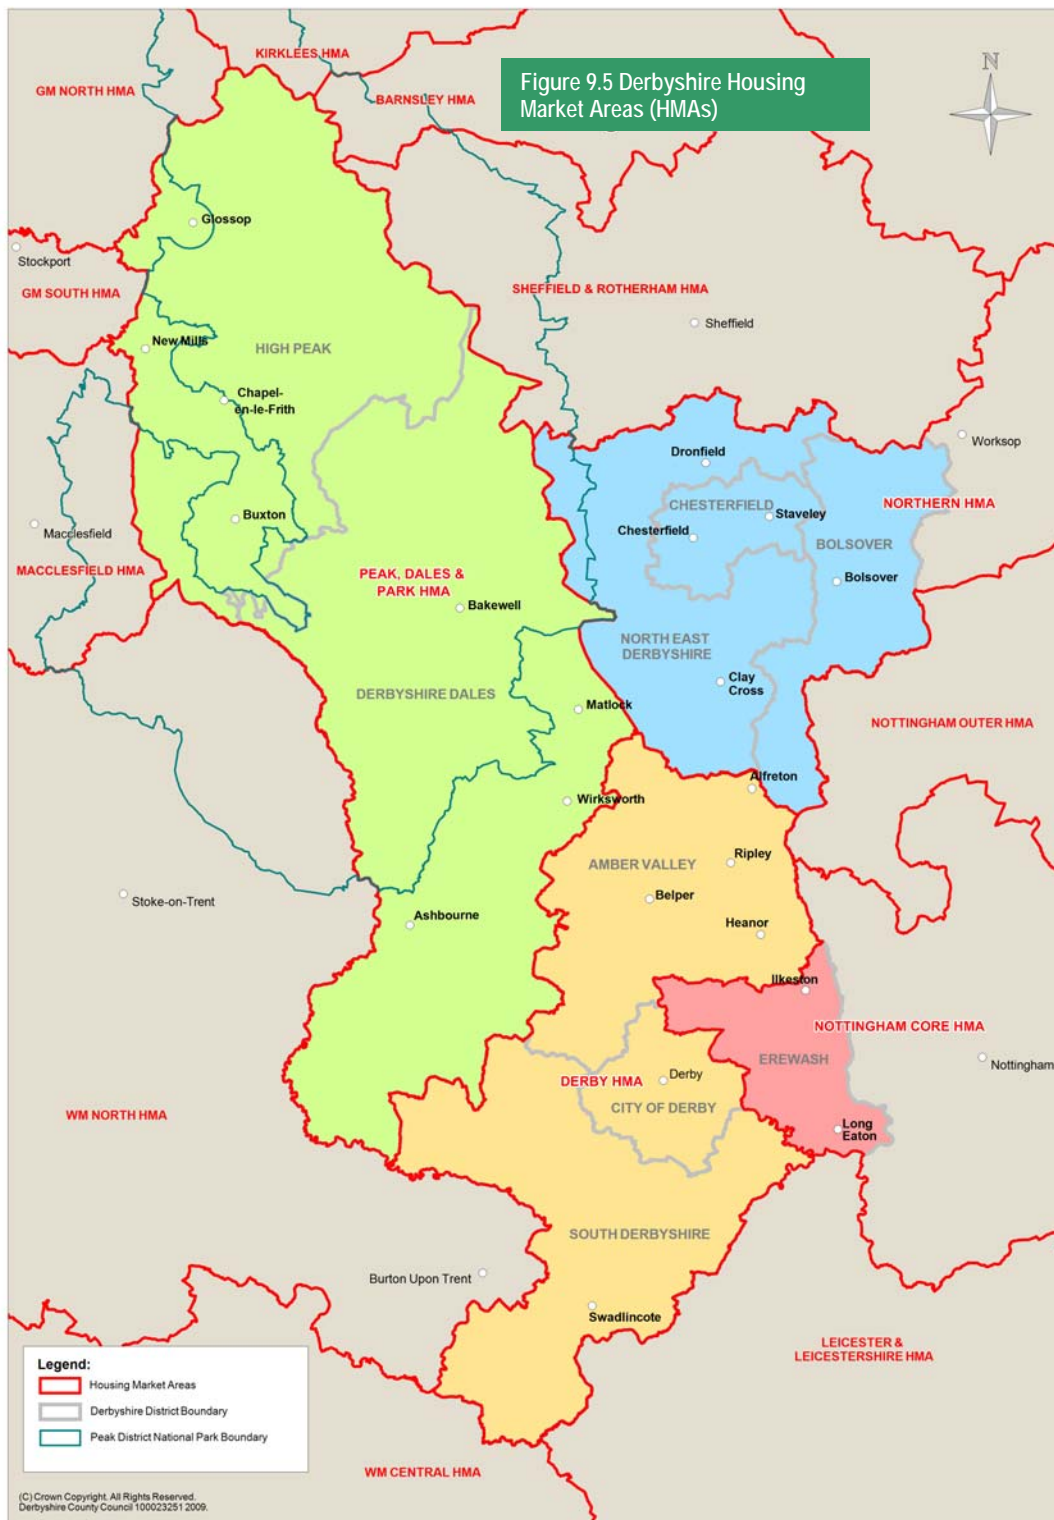 Figure 9.5 Derbyshire Housing
Market Areas (HMAs)
N
KIRKLEES HMA
GM NORTH HMA
BARNSLEY HMA
Glossop
Stockport
GM SOUTH HMA
SHEFFIELD & ROTHERHAM HMA
Sheffield
New Mills
HIGH PEAK
Chapel-
en-le-Frith
Worksop
Dronfield
NORTHERN HMA
CHESTERFIELD
Staveley
Buxton
Macclesfield
Chesterfield
BOLSOVER
MACCLESFIELD HMA
PEAK, DALES &
PARK HMA
Bolsover
Bakewell
NORTH EAST
DERBYSHIRE
Clay
Cross
DERBYSHIRE DALES
Matlock
NOTTINGHAM OUTER HMA
Alfreton
Wirksworth
Ripley
AMBER VALLEY
Stoke-on-Trent
Belper
Ashbourne
Heanor
Ilkeston
NOTTINGHAM CORE HMA
EREWASH
Nottingham
DERBY HMA
Derby
CITY OF DERBY
WM NORTH HMA
Long
Eaton
SOUTH DERBYSHIRE
Burton Upon Trent
Swadlincote
LEICESTER &
LEICESTERSHIRE HMA
Legend:
Housing Market Areas
Derbyshire District Boundary
Peak District National Park Boundary
WM CENTRAL HMA
(C) Crown Copyright. All Rights Reserved.
Derbyshire County Council 100023251 2009.